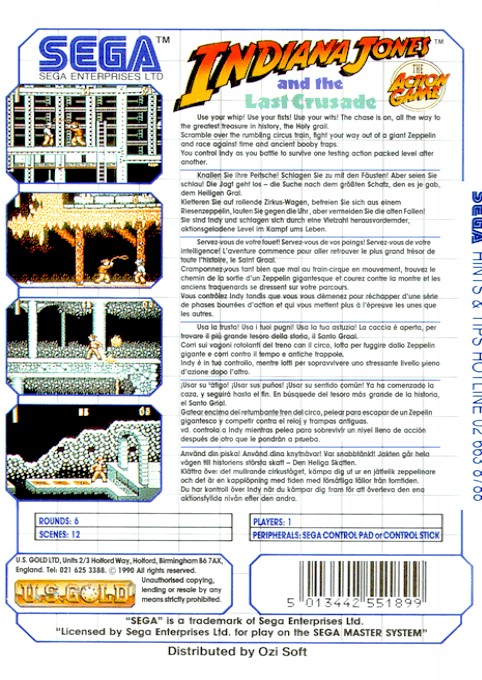 SEGA™
SEGA ENTERPRISES LTD
INDIANA JONES™
and the
Last Crusade
THE
ACTION
GAME
Use your whip! Use your fists! Use your wits! The chase is on, all the way to
the greatest treasure in history, the Holy grail.
Scramble over the rumbling circus train, fight your way out of a giant Zeppelin
and race against time and ancient booby traps.
You control Indy as you battle to survive one testing action packed level after
another.
Knallen Sie Ihre Peitsche! Schlagen Sie zu mit den Fäusten! Aber seien Sie
schlau! Die Jagt geht los – die Suche nach dem größten Schatz, den es je gab,
dem Heiligen Gral.
Klettern Sie auf rollende Zirkus-Wagen, befreien Sie sich aus einem
Riesenzeppelin, laufen Sie gegen die Uhr, aber vermeiden Sie die alten Fallen!
Sie sind Indy und schlagen sich durch eine Vielzahl herausvordernder,
aktionsgeladene Level im Kampf ums Leben.
Servez-vous de votre fouet! Servez-vous de vos poings! Servez-vous de votre
intelligence! L'aventure commence pour aller retrouver le plus grand trésor de
toute l'histoire, le Saint Graal.
Cramponnez-vous tant bien que mal au train-cirque en mouvement, trouvez le
chemin de la sortie d'un Zeppelin gigantesque et courez contre la montre et les
anciens traquenards se dressent sur votre parcours.
Vous contrôlez Indy tandis que vous vous démenez pour réchapper d'une série
de phases bourrées d'action et qui vous mettent plus à l'épreuve les unes que
les autres.
Usa la frusta! Usa i tuoi pugni! Usa la tua astuzia! La caccia è aperta, per
trovare il più grande tesoro della storia, il Santo Graal.
Corri sui vagoni rotolanti del treno con il circo, lotta per fuggire dallo Zeppelin
gigante e corri contro il tempo e antiche trappole.
Indy è in tuo controllo, mentre lotti per sopravvivere uno stressante livello pieno
d'azione dopo l'altro.
¡Usar su látigo! ¡Usar sus puños! ¡Usar su sentido común! Ya ha comenzado la
caza, y seguirá hasta el fin. En búsqueda del tesoro más grande de la historia,
el Santo Grial.
Gatear encima del retumbante tren del circo, pelear para escapar de un Zepelin
gigantesco y competir contra el reloj y trampas antiguas.
vd. controla a Indy mientras pelea para sobrevivir un nivel lleno de acción
después de otro que le pondrán a prueba.
Använd din piska! Använd dina knytnävar! Var snabbtänkt! Jakten går hela
vägen till historiens största skatt – Den Heliga Skatten.
Klättra över det mullrande cirkuståget, kämpa dig ut ur en jättelik zeppelinare
och det är en kapplöpning med tiden med försåtliga fällor från forntiden.
Du har kontroll över Indy när du kämpar dig fram för att överleva den ena
aktionsfyllda nivån efter den andra.
ROUNDS: 6
SCENES: 12
PLAYERS: 1
PERIPHERALS: SEGA CONTROL PAD or CONTROL STICK
U.S. GOLD LTD, Units 2/3 Holford Way, Holford, Birmingham B6 7AX,
England. Tel: 021 625 3388. © 1990 All rights reserved.
Unauthorised copying,
lending or resale by any
means strictly prohibited.
U.S. GOLD
5 013442 551899
"SEGA" is a trademark of Sega Enterprises Ltd.
"Licensed by Sega Enterprises Ltd. for play on the SEGA MASTER SYSTEM"
Distributed by Ozi Soft
SEGA HINTS & TIPS HOTLINE 02